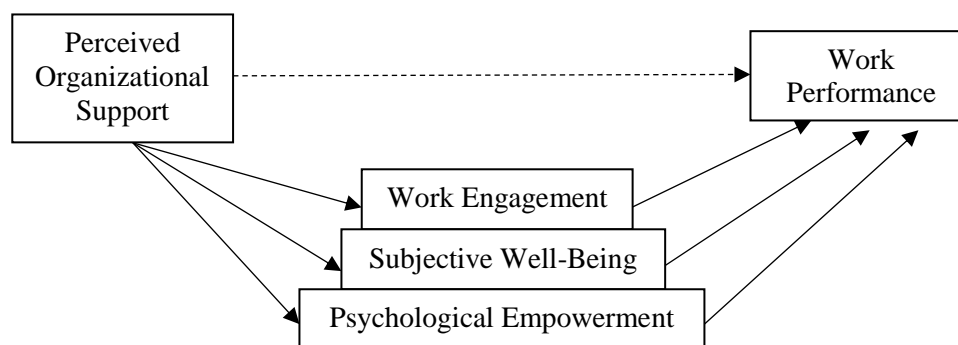 Perceived
Organizational
Support
Work
Performance
Work Engagement
Subjective Well-Being
Psychological Empowerment